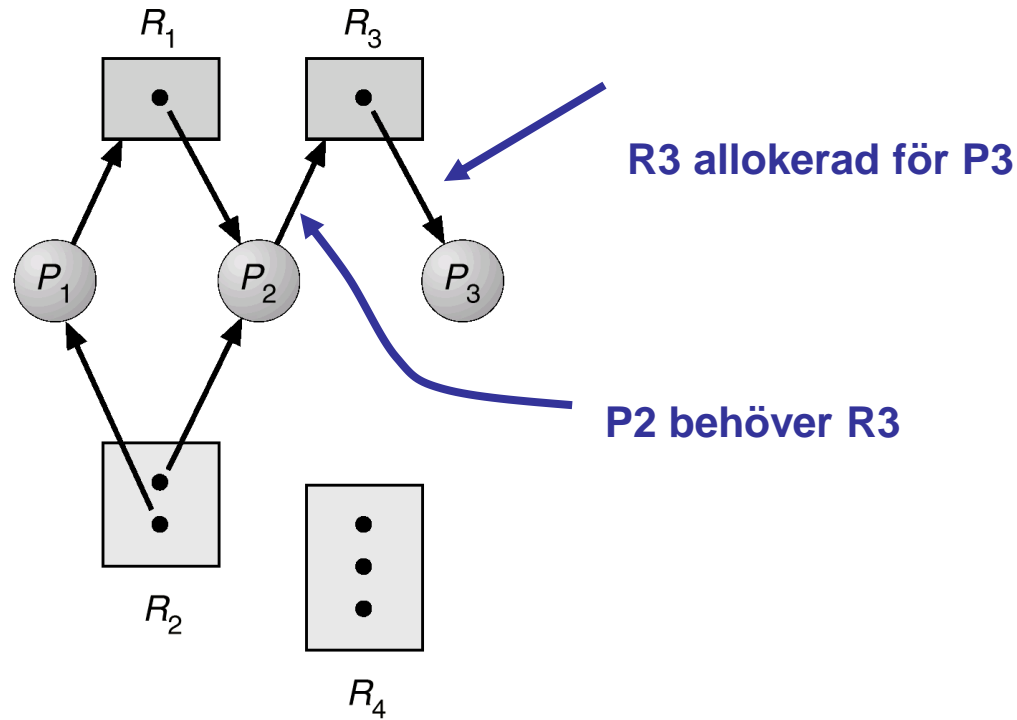 R1 R3
R3 allokerad för P3
P1 P2 P3
P2 behöver R3
R2
R4